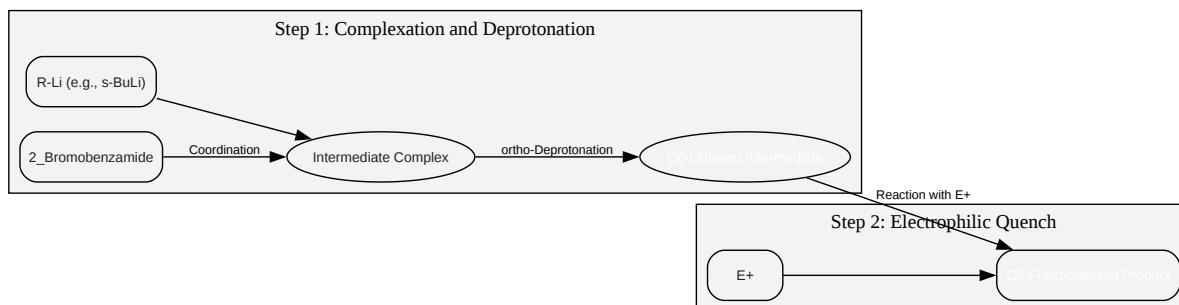 Step 1: Complexation and Deprotonation
R-Li (e.g., s-BuLi)
2_Bromobenzamide
Coordination
Intermediate Complex
ortho-Deprotonation
C6-Lithiated Intermediate
Reaction with E+
Step 2: Electrophilic Quench
E+
C6-Functionalized Product